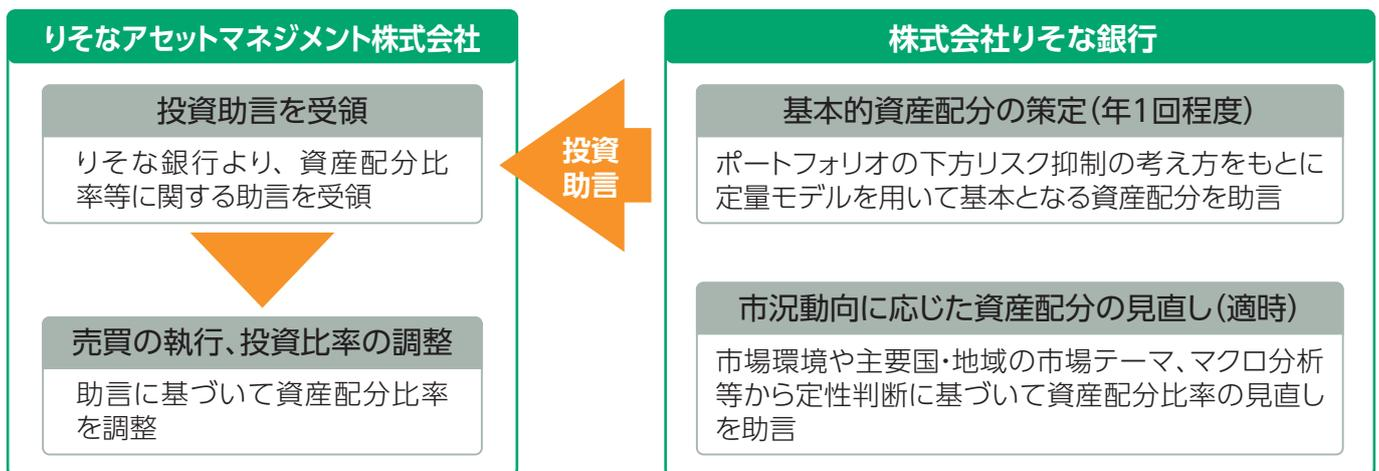 りそなアセットマネジメント株式会社
投資助言を受領
りそな銀行より、資産配分比
率等に関する助言を受領
売買の執行、投資比率の調整
助言に基づいて資産配分比率
を調整
投資
助言
株式会社りそな銀行
基本的資産配分の策定(年1回程度)
ポートフォリオの下方リスク抑制の考え方をもとに
定量モデルを用いて基本となる資産配分を助言
市況動向に応じた資産配分の見直し(適時)
市場環境や主要国・地域の市場テーマ、マクロ分析
等から定性判断に基づいて資産配分比率の見直し
を助言